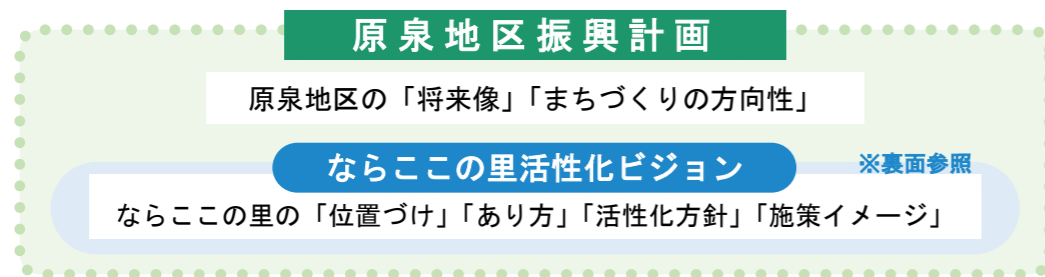 原泉地区振興計画
原泉地区の「将来像」「まちづくりの方向性」
ならここの里活性化ビジョン
※裏面参照
ならここの里の「位置づけ」「あり方」「活性化方針」「施策イメージ」